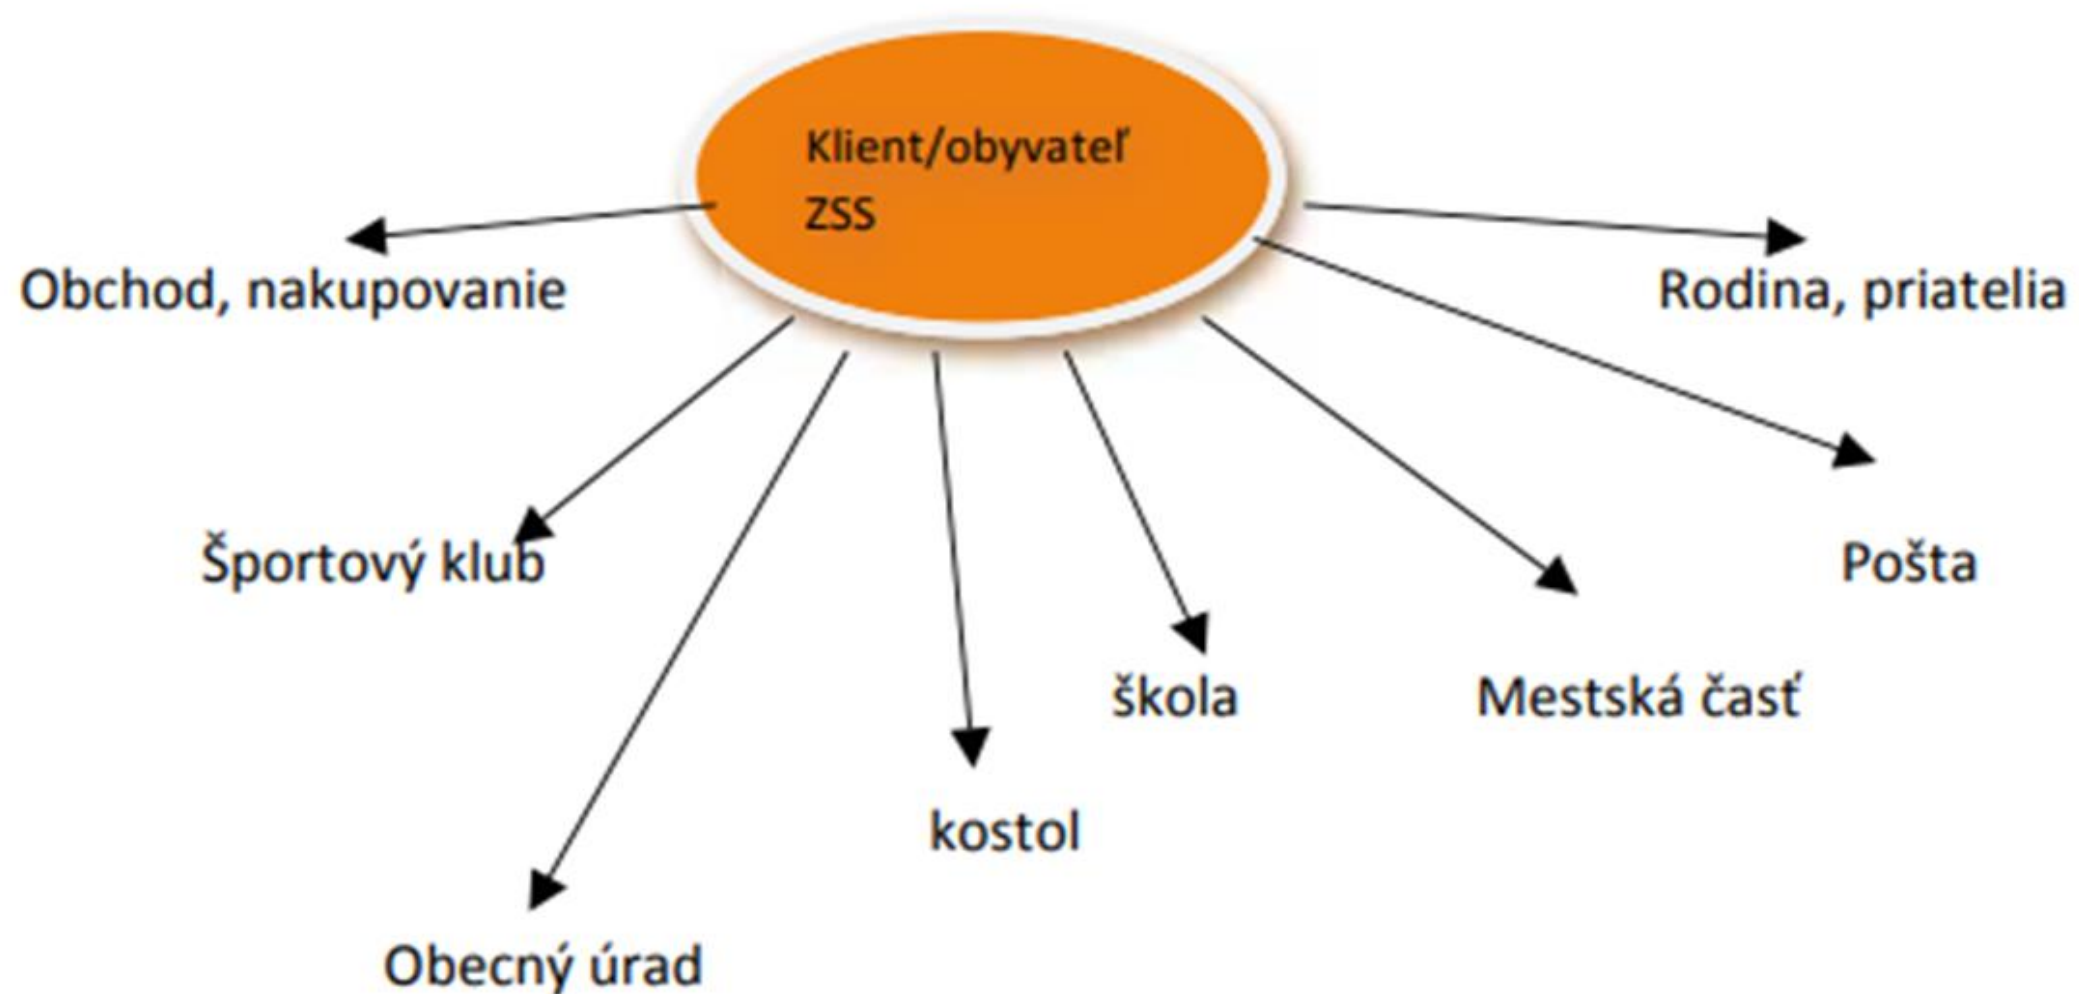 Klient/obyvateľ
ZSS
Obchod, nakupovanie
Rodina, priatelia
Športový klub
Pošta
škola
Mestská časť
kostol
Obecný úrad